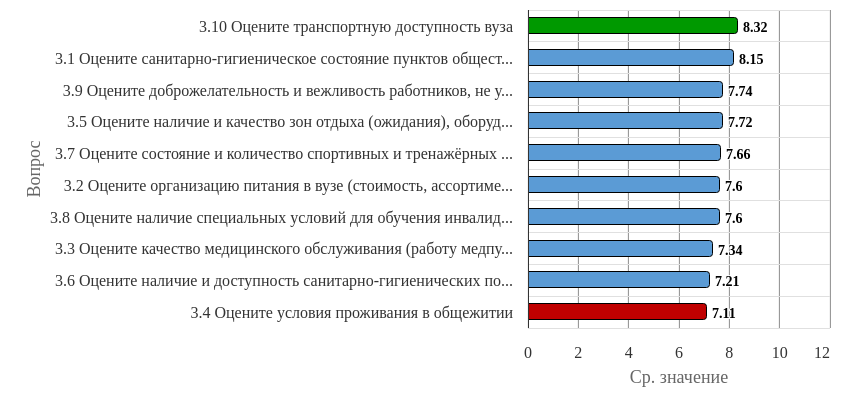 3.10 Оцените транспортную доступность вуза 8.32
3.1 Оцените санитарно-гигиеническое состояние пунктов общест... 8.15
3.9 Оцените доброжелательность и вежливость работников, не у... 7.74
3.5 Оцените наличие и качество зон отдыха (ожидания), оборуд... 7.72
3.7 Оцените состояние и количество спортивных и тренажёрных ... 7.66
3.2 Оцените организацию питания в вузе (стоимость, ассортиме... 7.6
3.8 Оцените наличие специальных условий для обучения инвалид... 7.6
3.3 Оцените качество медицинского обслуживания (работу медпу... 7.34
3.6 Оцените наличие и доступность санитарно-гигиенических по... 7.21
3.4 Оцените условия проживания в общежитии 7.11
Вопрос
0 2 4 6 8 10 12
Ср. значение